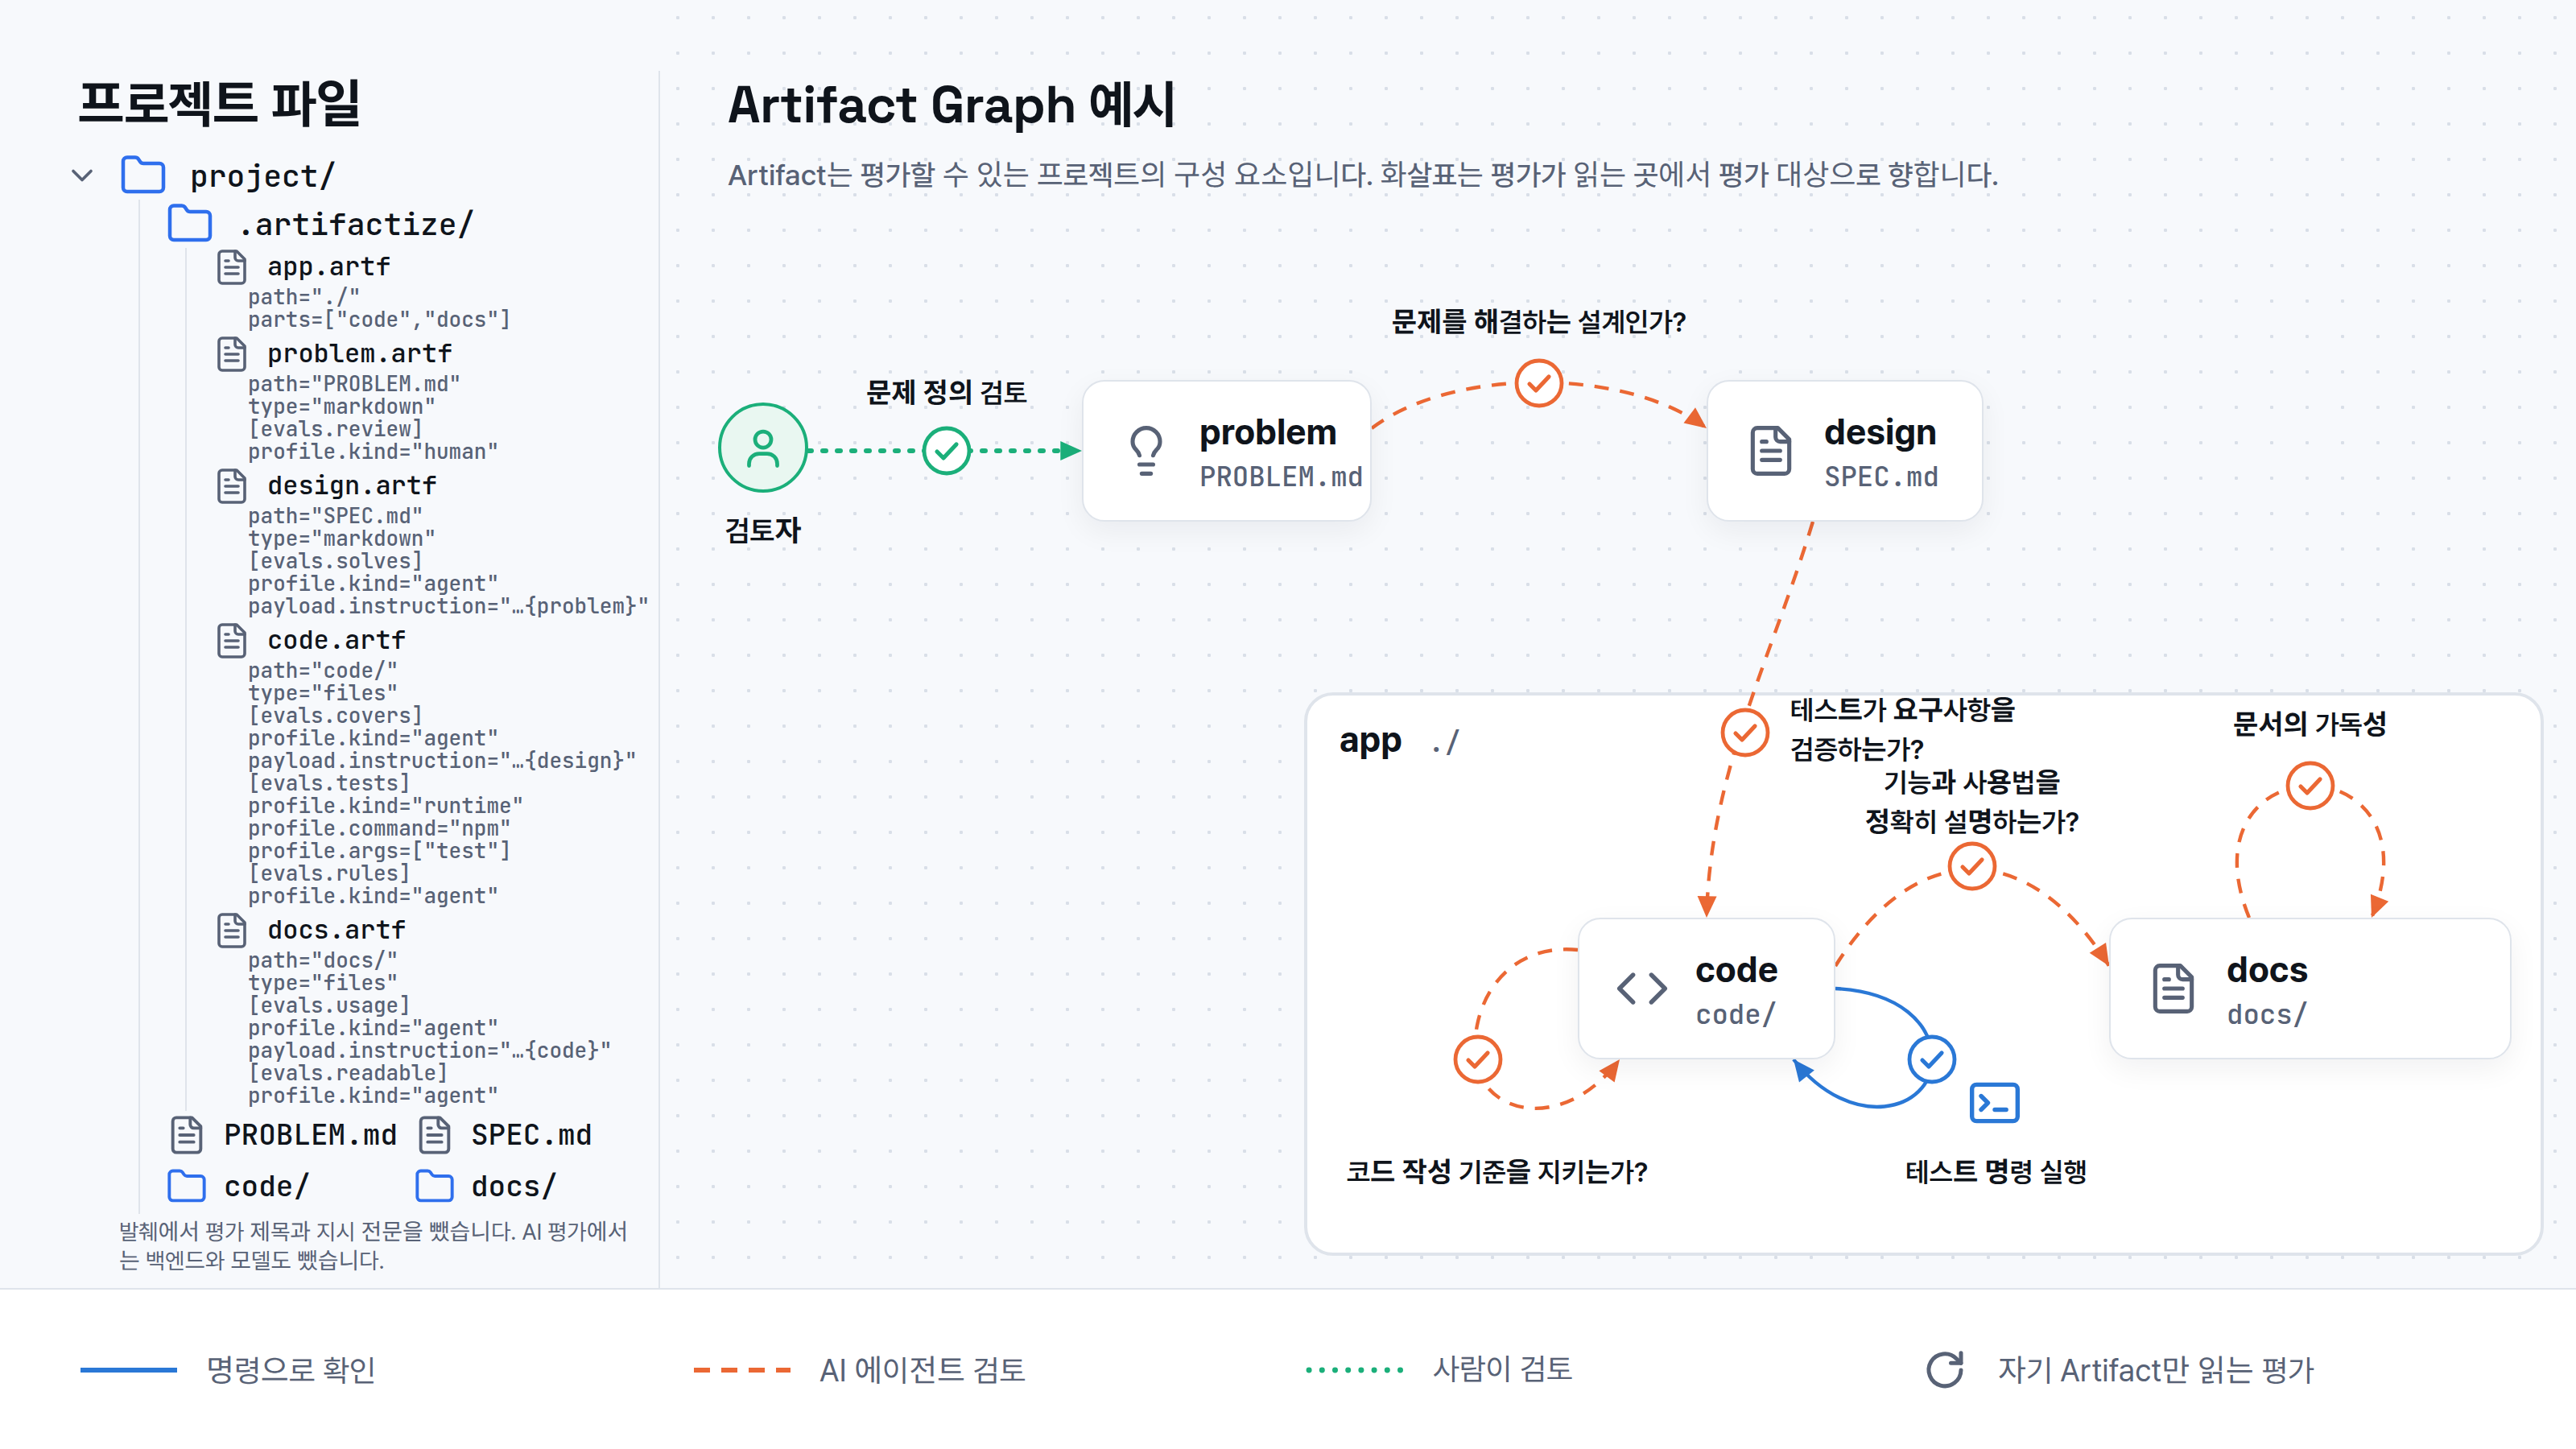 프로젝트 파일
project/
.artifactize/
app.artf
path="./"
parts=["code","docs"]
problem.artf
path="PROBLEM.md"
type="markdown"
[evals.review]
profile.kind="human"
design.artf
path="SPEC.md"
type="markdown"
[evals.solves]
profile.kind="agent"
payload.instruction="…{problem}"
code.artf
path="code/"
type="files"
[evals.covers]
profile.kind="agent"
payload.instruction="…{design}"
[evals.tests]
profile.kind="runtime"
profile.command="npm"
profile.args=["test"]
[evals.rules]
profile.kind="agent"
docs.artf
path="docs/"
type="files"
[evals.usage]
profile.kind="agent"
payload.instruction="…{code}"
[evals.readable]
profile.kind="agent"
PROBLEM.md SPEC.md
code/ docs/
발췌에서 평가 제목과 지시 전문을 뺐습니다. AI 평가에서
는 백엔드와 모델도 뺐습니다.
Artifact Graph 예시
Artifact는 평가할 수 있는 프로젝트의 구성 요소입니다. 화살표는 평가가 읽는 곳에서 평가 대상으로 향합니다.
문제를 해결하는 설계인가?
문제 정의 검토
검토자
problem
PROBLEM.md
design
SPEC.md
app ./
테스트가 요구사항을
검증하는가?
기능과 사용법을
정확히 설명하는가?
문서의 가독성
code
code/
docs
docs/
코드 작성 기준을 지키는가?
테스트 명령 실행
명령으로 확인
AI 에이전트 검토
사람이 검토
자기 Artifact만 읽는 평가